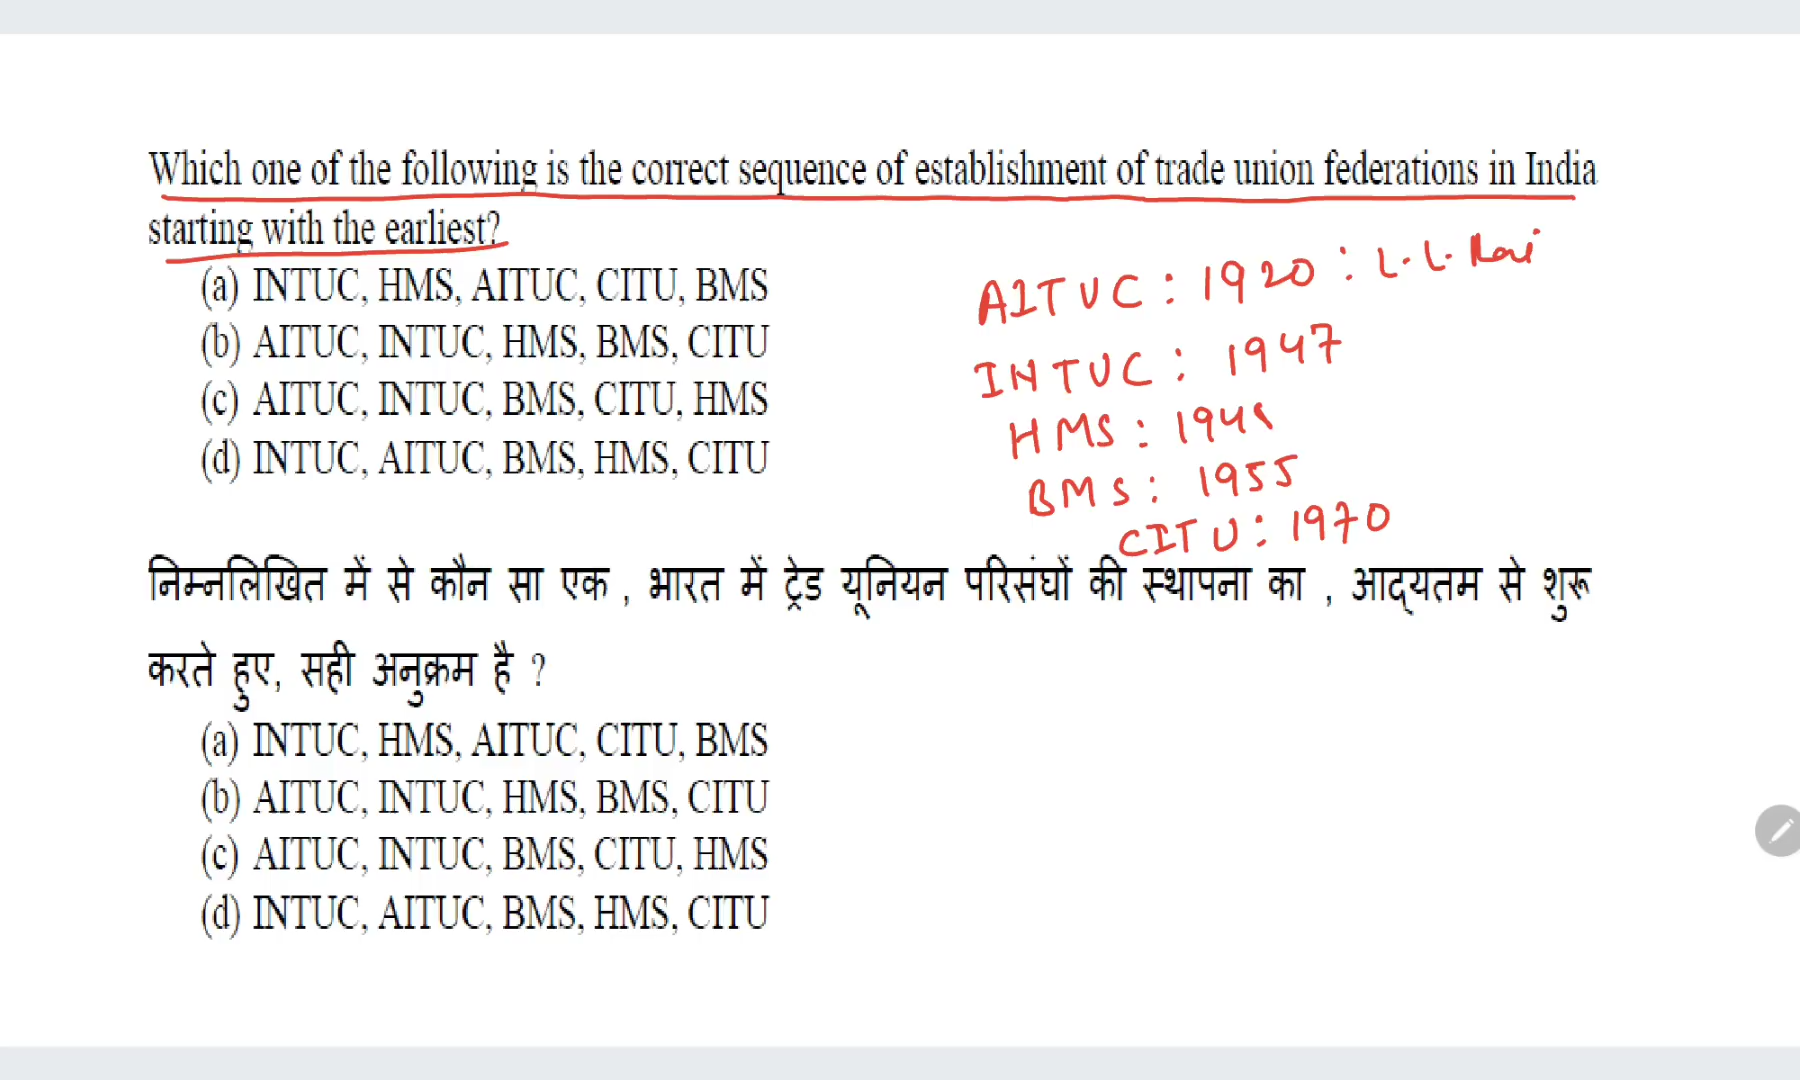 Which one of the following is the correct sequence of establishment of trade union federations in India
starting with the earliest?
(a) INTUC, HMS, AITUC, CITU, BMS
(b) AITUC, INTUC, HMS, BMS, CITU
(c) AITUC, INTUC, BMS, CITU, HMS
(d) INTUC, AITUC, BMS, HMS, CITU
AITUC : 1920 : L.L. Rai
INTUC : 1947
HMS : 1948
BMS : 1955
CITU : 1970
निम्नलिखित में से कौन सा एक , भारत में ट्रेड यूनियन परिसंघों की स्थापना का , आद्यतम से शुरू
करते हुए, सही अनुक्रम है ?
(a) INTUC, HMS, AITUC, CITU, BMS
(b) AITUC, INTUC, HMS, BMS, CITU
(c) AITUC, INTUC, BMS, CITU, HMS
(d) INTUC, AITUC, BMS, HMS, CITU